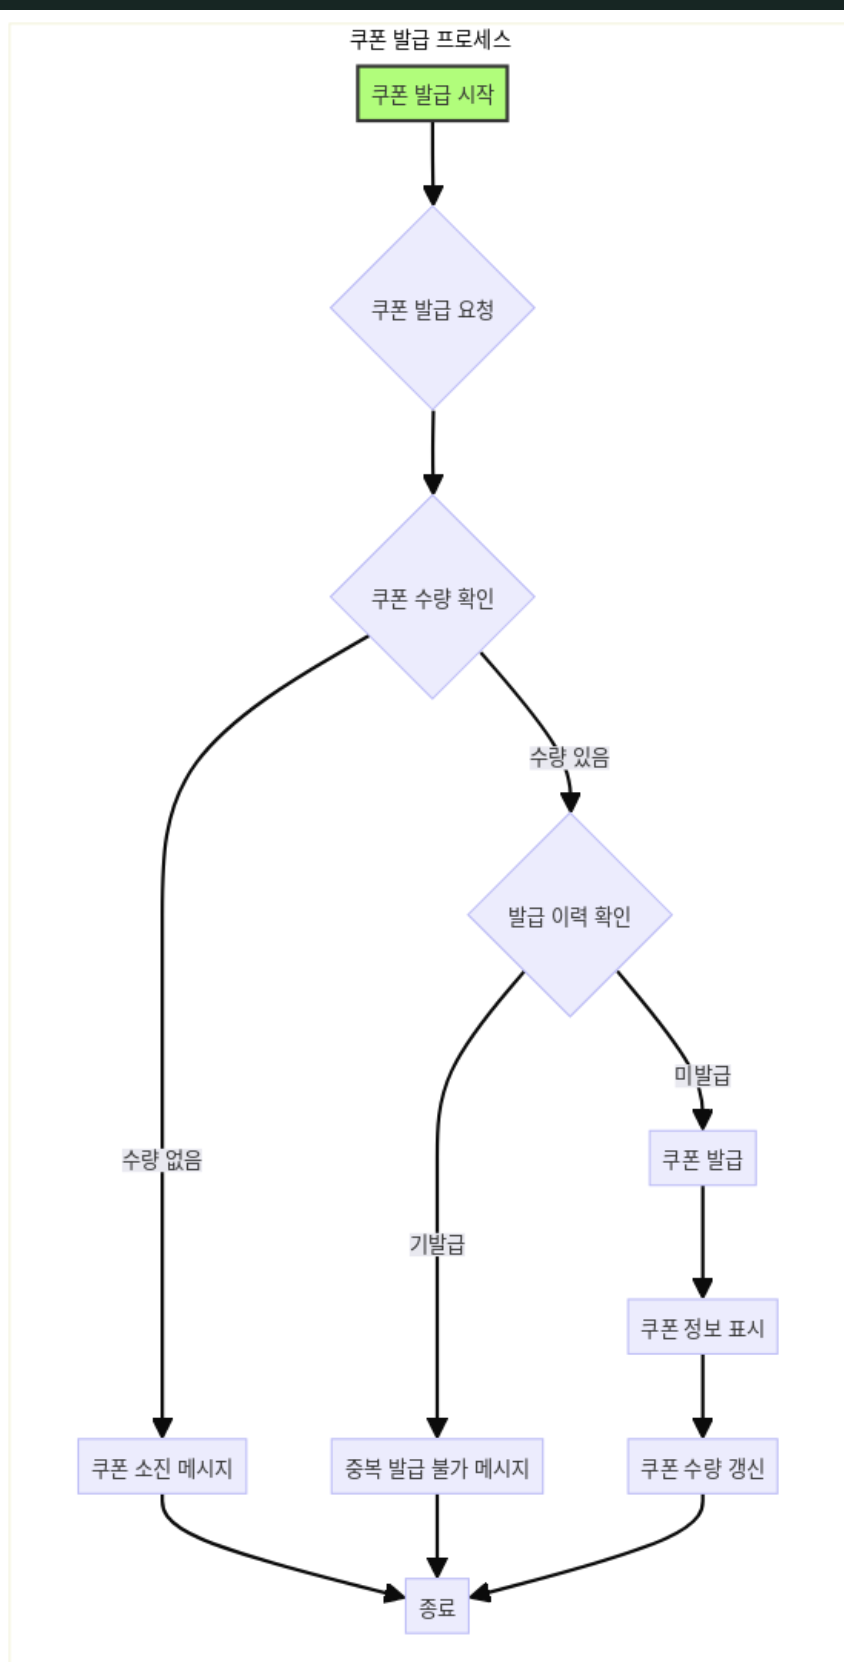 쿠폰 발급 프로세스
쿠폰 발급 시작
쿠폰 발급 요청
쿠폰 수량 확인
수량 있음
발급 이력 확인
미발급
수량 없음
쿠폰 발급
기발급
쿠폰 정보 표시
쿠폰 소진 메시지
중복 발급 불가 메시지
쿠폰 수량 갱신
종료